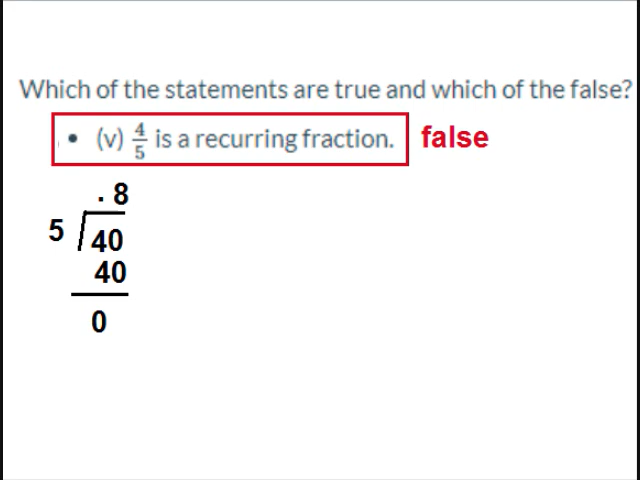 Which of the statements are true and which of the false?
• (v) 4/5 is a recurring fraction. false
.8
5 40
40
0